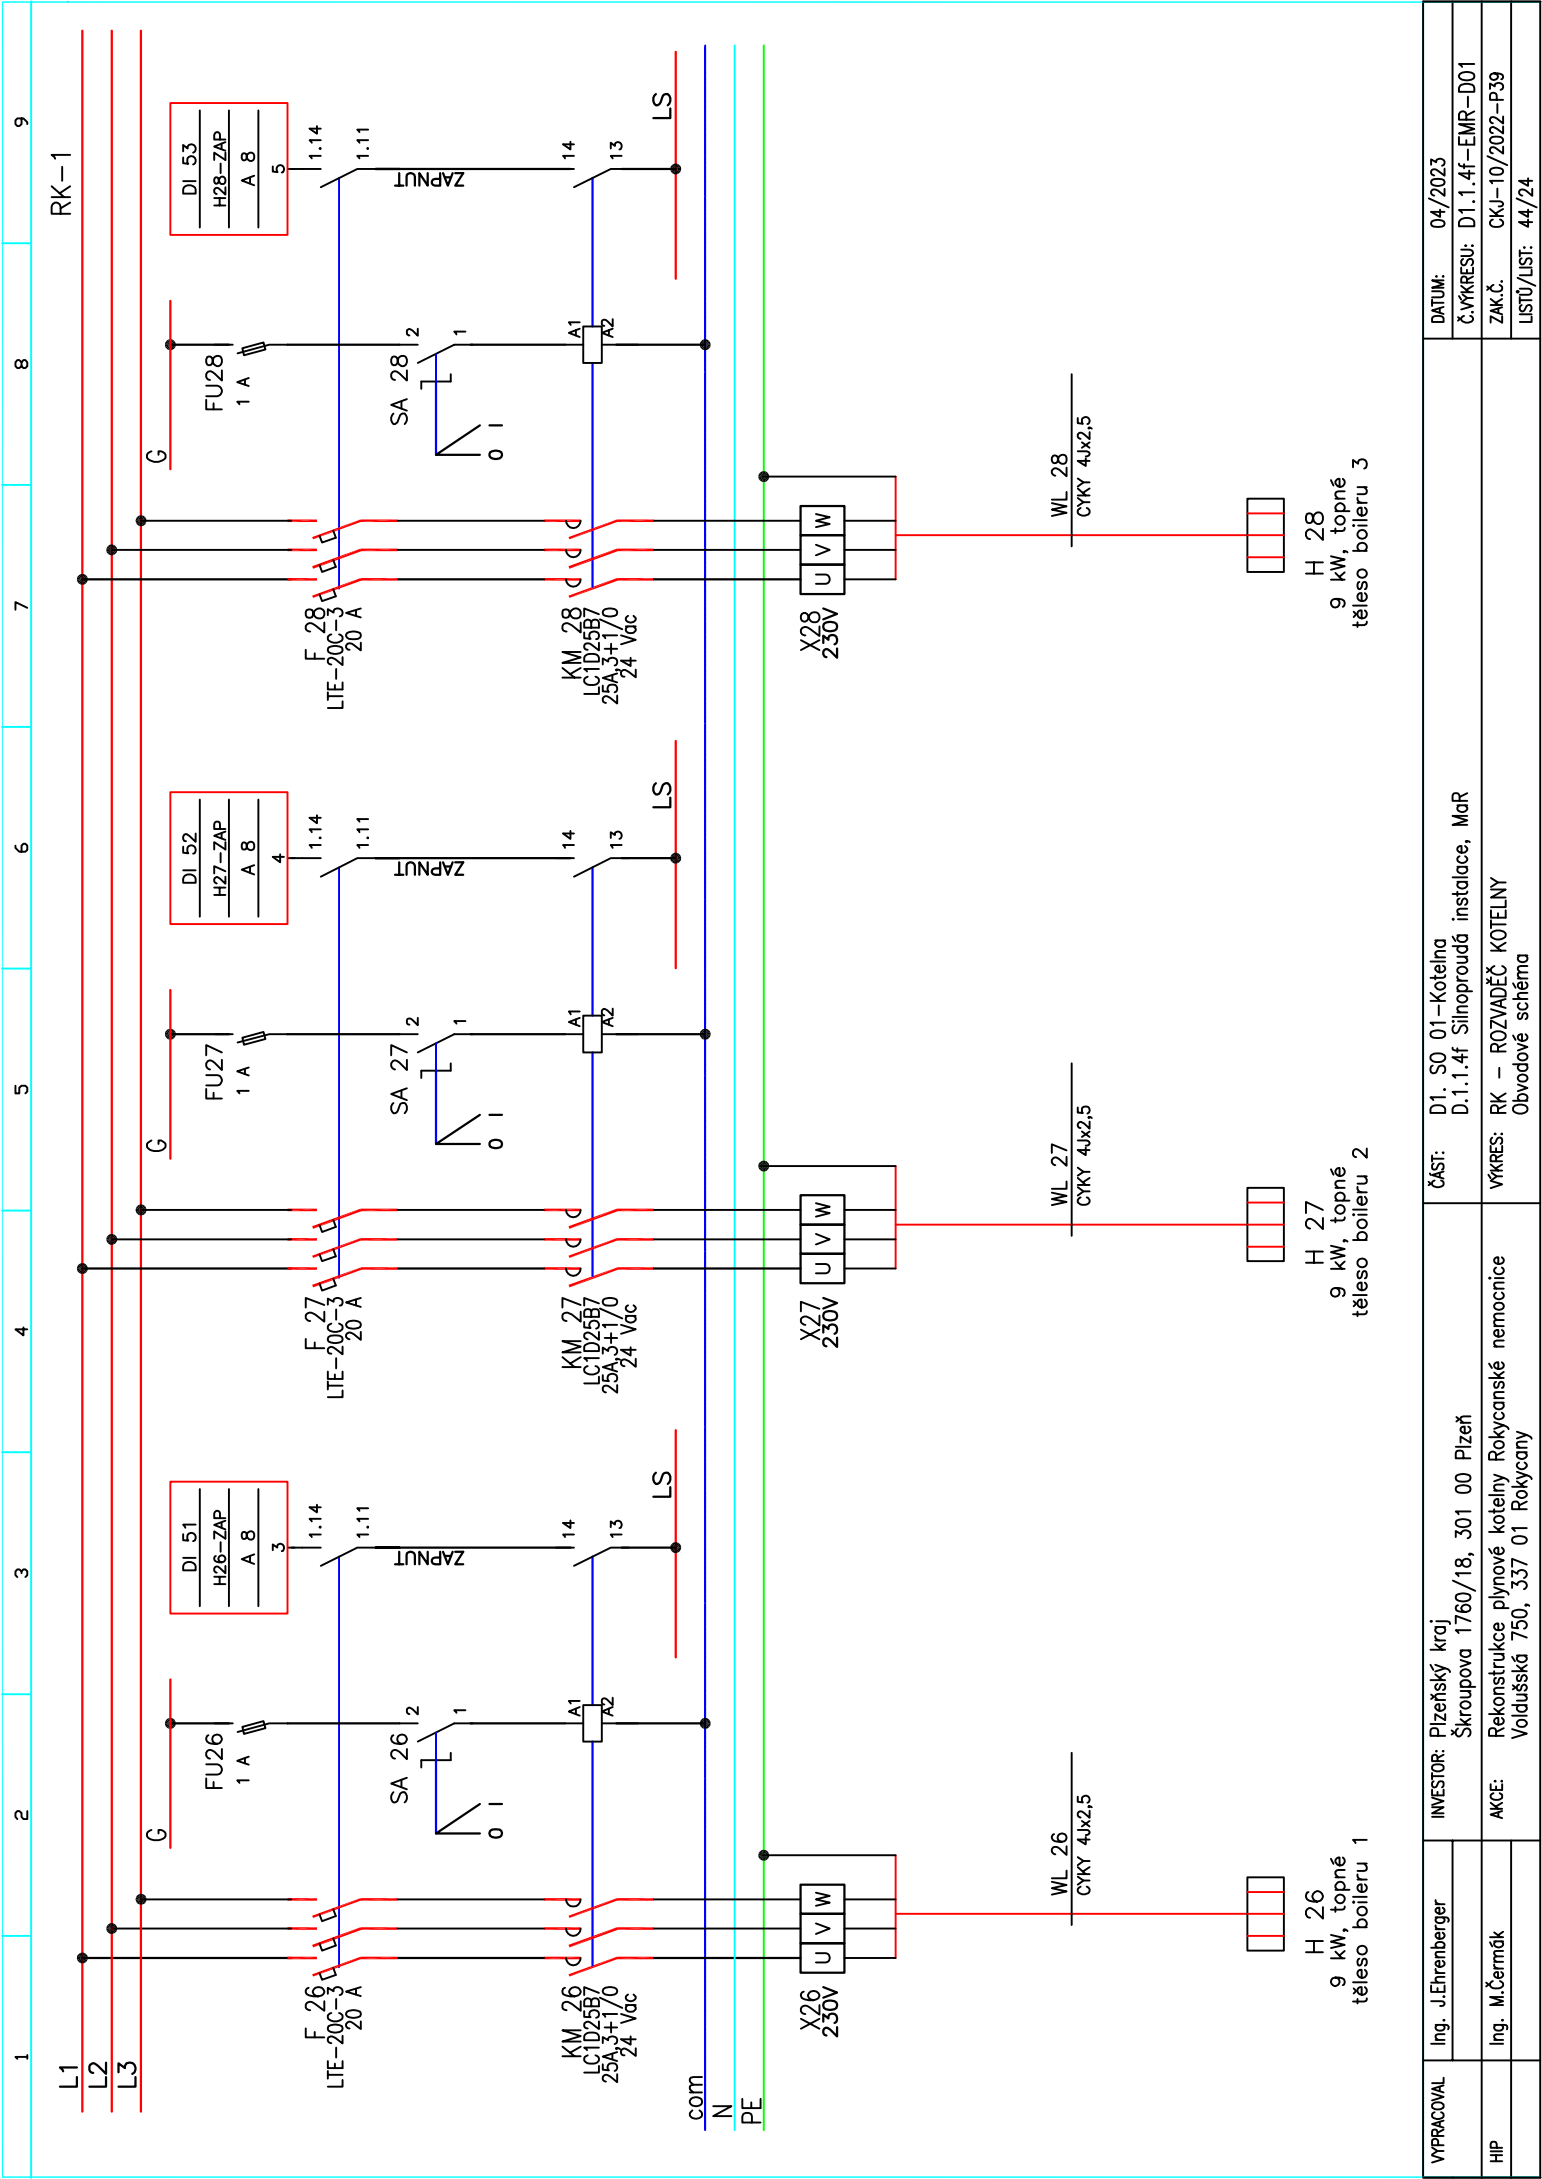 1
2
3
4
5
6
7
8
9
RK-1
L1
L2
L3
G
FU26
1 A
DI 51
H26-ZAP
A 8
3
1.14
1.11
ZAPNUT
F 26
LTE-20C-3
20 A
SA 26
2
1
0 I
KM 26
LC1D25B7
25A,3+1/0
24 Vac
A1
A2
14
13
LS
X26
230V
U V W
WL 26
CYKY 4Jx2,5
H 26
9 kW, topné
těleso boileru 1
G
FU27
1 A
DI 52
H27-ZAP
A 8
4
1.14
1.11
ZAPNUT
F 27
LTE-20C-3
20 A
SA 27
2
1
0 I
KM 27
LC1D25B7
25A,3+1/0
24 Vac
A1
A2
14
13
LS
X27
230V
U V W
WL 27
CYKY 4Jx2,5
H 27
9 kW, topné
těleso boileru 2
G
FU28
1 A
DI 53
H28-ZAP
A 8
5
1.14
1.11
ZAPNUT
F 28
LTE-20C-3
20 A
SA 28
2
1
0 I
KM 28
LC1D25B7
25A,3+1/0
24 Vac
A1
A2
14
13
LS
X28
230V
U V W
WL 28
CYKY 4Jx2,5
H 28
9 kW, topné
těleso boileru 3
com
N
PE
VYPRACOVAL Ing. J.Ehrenberger
HIP Ing. M.Čermák
INVESTOR: Plzeňský kraj
Škroupova 1760/18, 301 00 Plzeň
AKCE: Rekonstrukce plynové kotelny Rokycanské nemocnice
Voldušská 750, 337 01 Rokycany
ČÁST: D1. SO 01-Kotelna
D.1.1.4f Silnoproudá instalace, MaR
VÝKRES: RK - ROZVADĚČ KOTELNY
Obvodové schéma
DATUM: 04/2023
Č.VÝKRESU: D1.1.4f-EMR-D01
ZAK.Č. CKJ-10/2022-P39
LISTŮ/LIST: 44/24